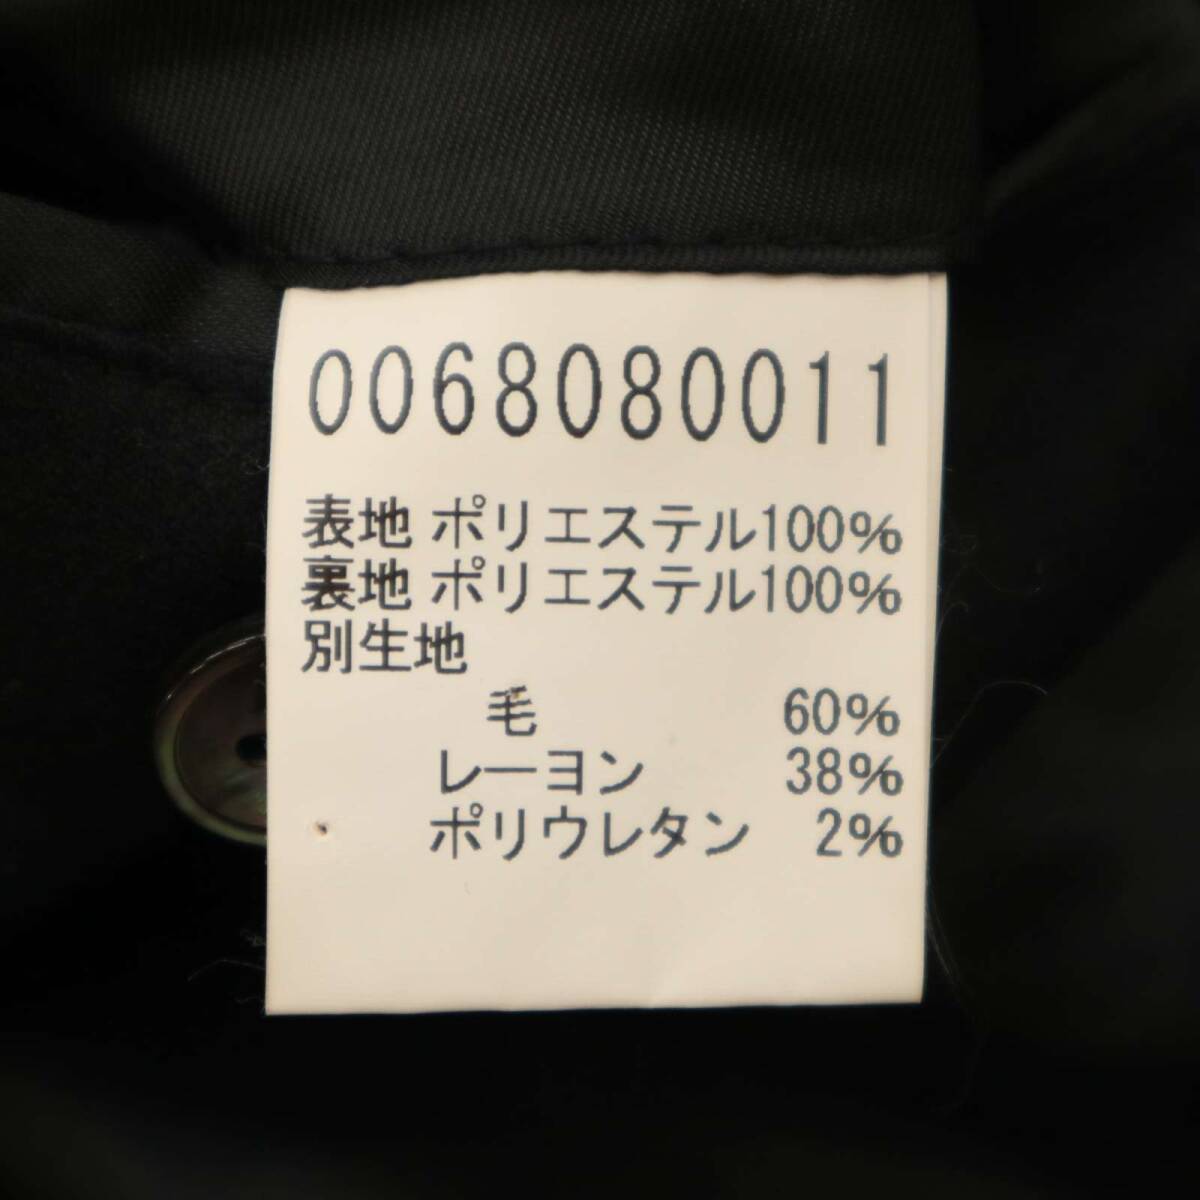 0068080011
表地 ポリエステル100%
裏地 ポリエステル100%
別生地
毛 60%
レーヨン 38%
ポリウレタン 2%